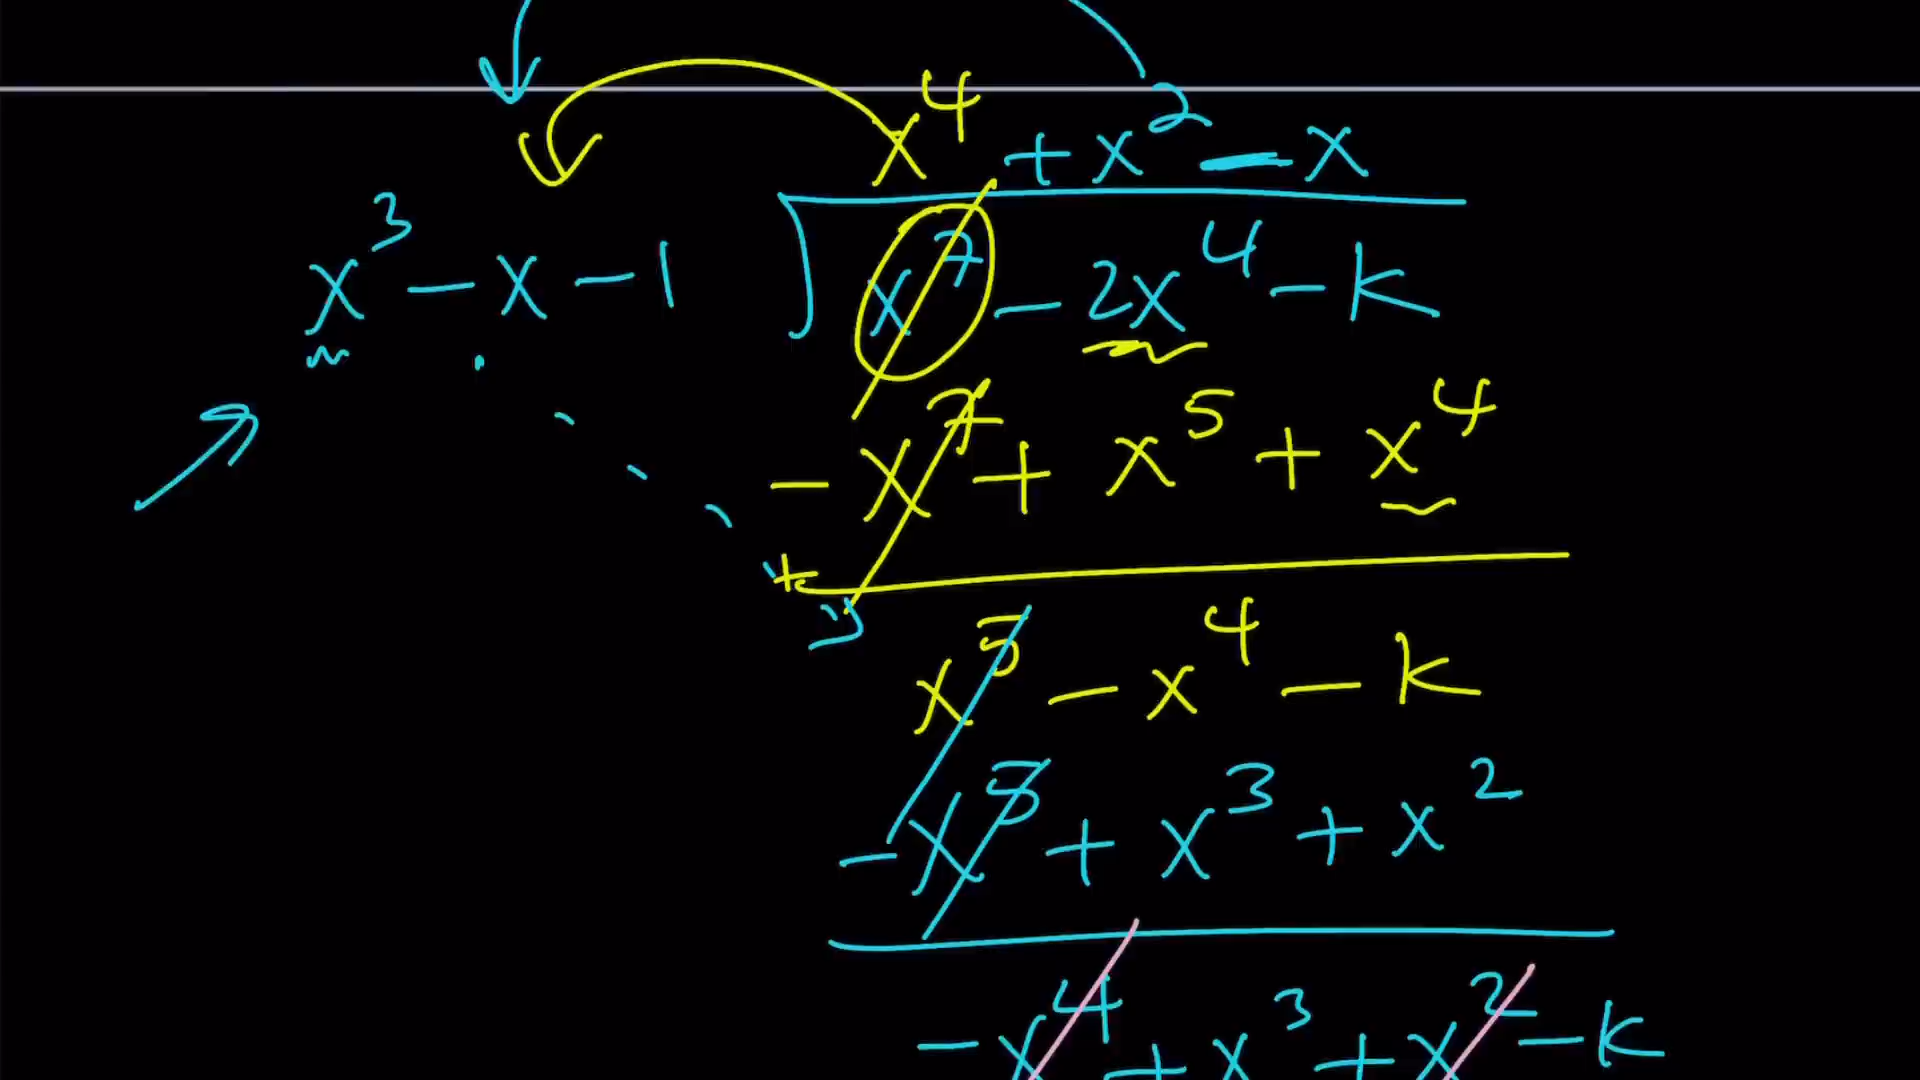 x⁴ + x² - x
x³ - x - 1 ) x⁷ - 2x⁴ - k
- x⁷ + x⁵ + x⁴
+
x⁵ - x⁴ - k
- x⁵ + x³ + x²
- x⁴ + x³ + x² - k